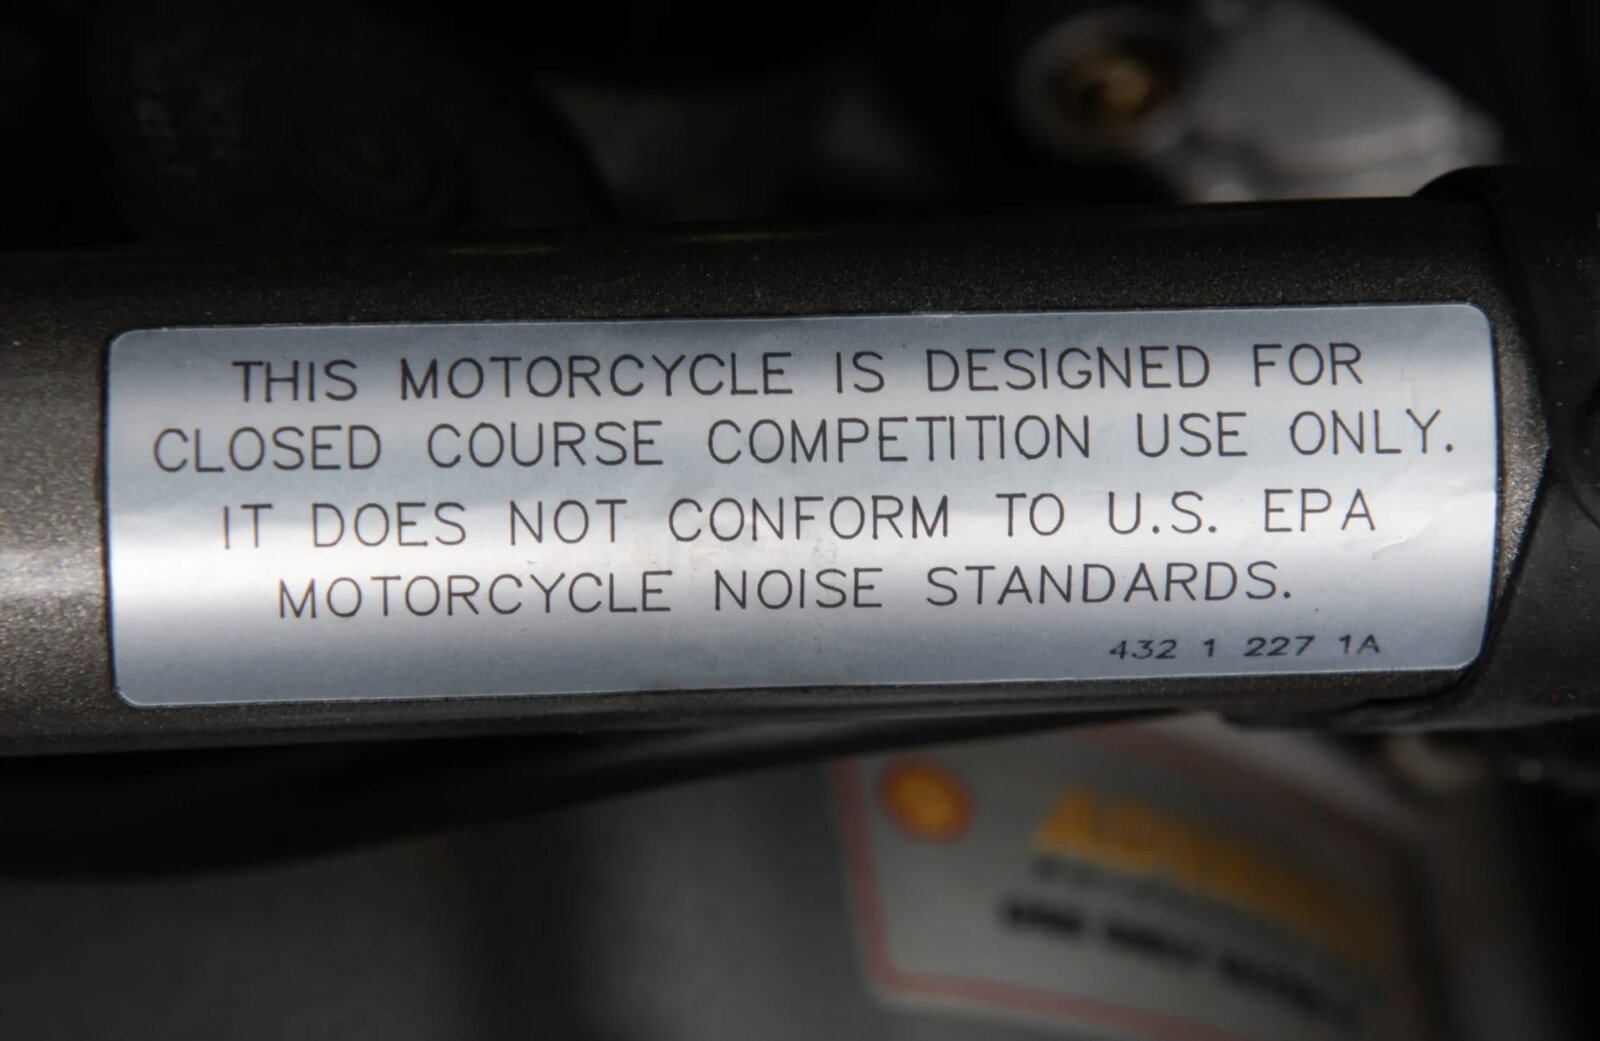 THIS MOTORCYCLE IS DESIGNED FOR
CLOSED COURSE COMPETITION USE ONLY.
IT DOES NOT CONFORM TO U.S. EPA
MOTORCYCLE NOISE STANDARDS.
432 1 227 1A